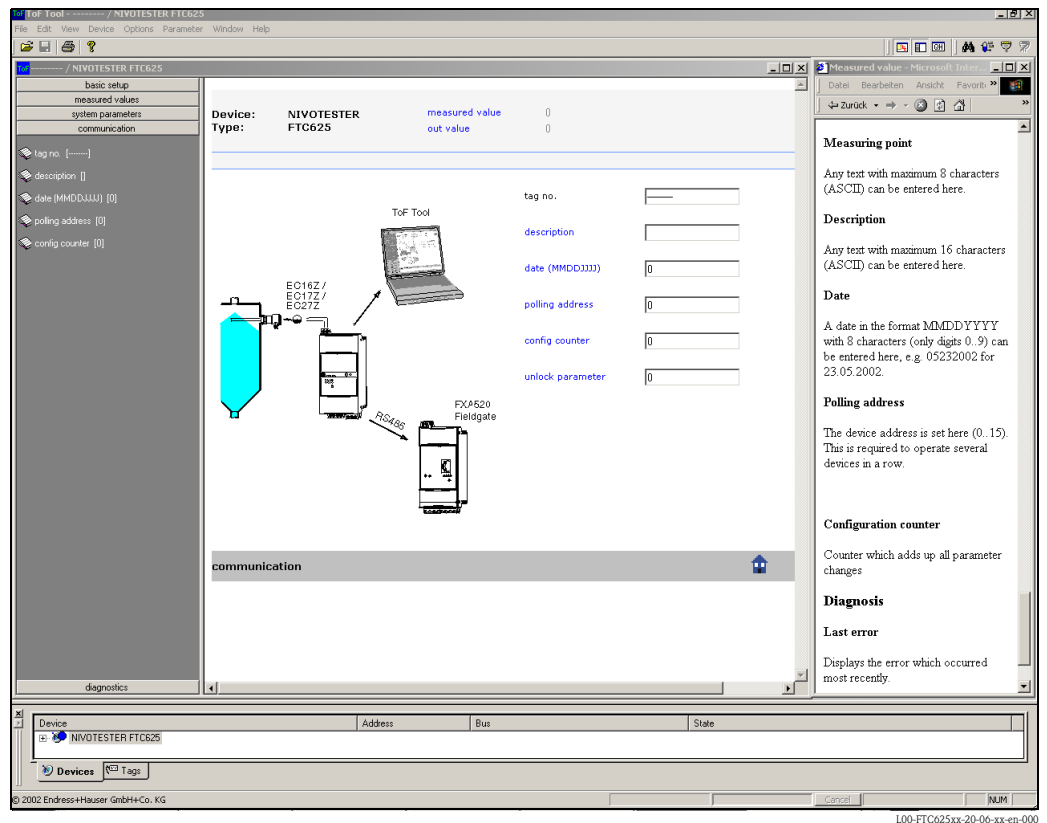 ToF Tool - -------- / NIVOTESTER FTC625
File Edit View Device Options Parameter Window Help
-------- / NIVOTESTER FTC625
basic setup
measured values
system parameters
communication
tag no. [--------]
description []
date (MMDDJJJJ) [0]
polling address [0]
config counter [0]
diagnostics
Device: NIVOTESTER
Type: FTC625
measured value 0
out value 0
ToF Tool
EC16Z /
EC17Z /
EC27Z
RS485
FXA520
Fieldgate
tag no. --------
description
date (MMDDJJJJ) 0
polling address 0
config counter 0
unlock parameter 0
communication
Measured value - Microsoft Inter...
Datei Bearbeiten Ansicht Favorit »
Zurück »
Measuring point
Any text with maximum 8 characters
(ASCII) can be entered here.
Description
Any text with maximum 16 characters
(ASCII) can be entered here.
Date
A date in the format MMDDYYYY
with 8 characters (only digits 0..9) can
be entered here, e.g. 05232002 for
23.05.2002.
Polling address
The device address is set here (0..15).
This is required to operate several
devices in a row.
Configuration counter
Counter which adds up all parameter
changes
Diagnosis
Last error
Displays the error which occurred
most recently.
Device Address Bus State
NIVOTESTER FTC625
Devices Tags
© 2002 Endress+Hauser GmbH+Co. KG
Cancel
NUM
L00-FTC625xx-20-06-xx-en-000